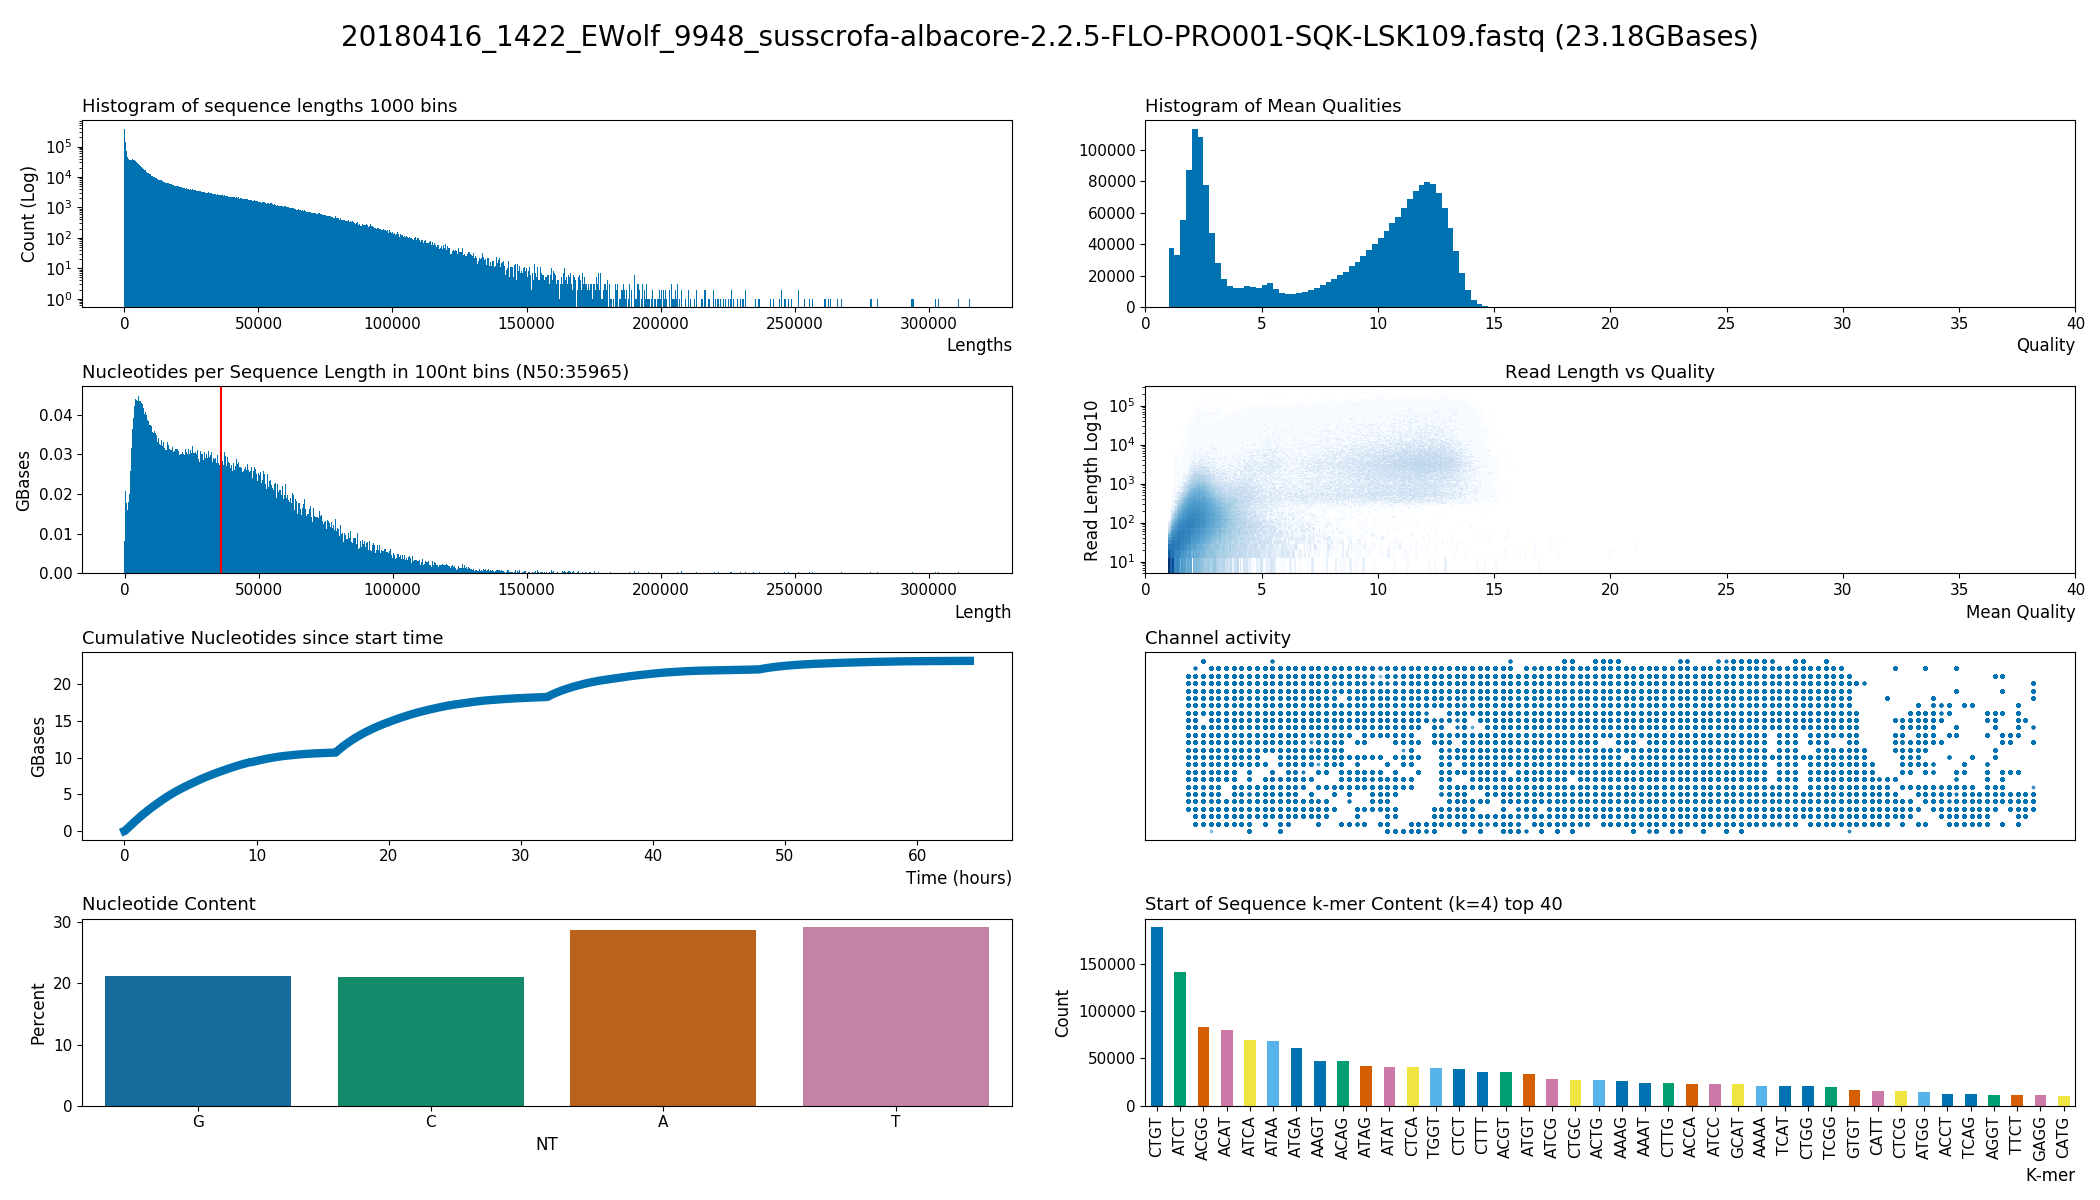 20180416_1422_EWolf_9948_susscrofa-albacore-2.2.5-FLO-PRO001-SQK-LSK109.fastq (23.18GBases)
Histogram of sequence lengths 1000 bins
Count (Log)
10^5
10^4
10^3
10^2
10^1
10^0
0 50000 100000 150000 200000 250000 300000
Lengths
Histogram of Mean Qualities
100000
80000
60000
40000
20000
0
0 5 10 15 20 25 30 35 40
Quality
Nucleotides per Sequence Length in 100nt bins (N50:35965)
GBases
0.04
0.03
0.02
0.01
0.00
0 50000 100000 150000 200000 250000 300000
Length
Read Length vs Quality
Read Length Log10
10^5
10^4
10^3
10^2
10^1
0 5 10 15 20 25 30 35 40
Mean Quality
Cumulative Nucleotides since start time
GBases
20
15
10
5
0
0 10 20 30 40 50 60
Time (hours)
Channel activity
Nucleotide Content
Percent
30
20
10
0
G C A T
NT
Start of Sequence k-mer Content (k=4) top 40
Count
150000
100000
50000
0
CTGT ATCT ACGG ACAT ATCA ATAA ATGA AAGT ACAG ATAG ATAT CTCA TGGT CTCT CTTT ACGT ATGT ATCG CTGC ACTG AAAG AAAT CTTG ACCA ATCC GCAT AAAA TCAT CTGG TCGG GTGT CATT CTCG ATGG ACCT TCAG AGGT TTCT GAGG CATG
K-mer